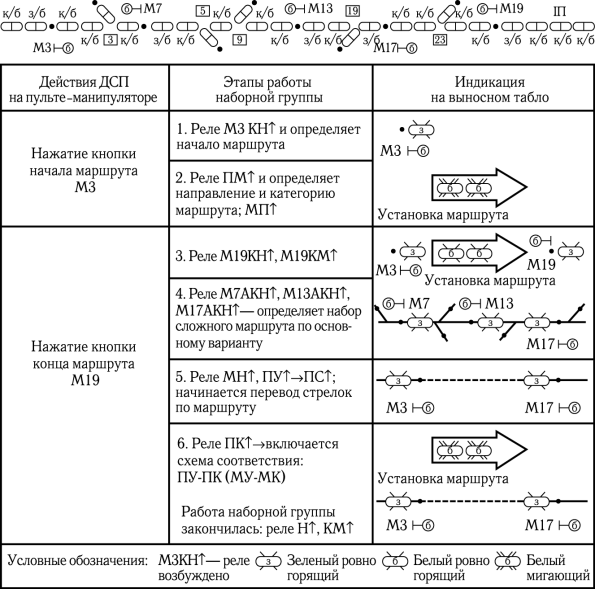 к/б з/б к/б б М7 5 к/б к/б б М13 19 к/б к/б б М19 IП
М3 б к/б 3 к/б з/б к/б 9 к/б з/б к/б з/б М17 б к/б 23 к/б з/б к/б к/б к/б
Действия ДСП
на пульте-манипуляторе
Этапы работы
наборной группы
Индикация
на выносном табло
Нажатие кнопки
начала маршрута
М3
1. Реле М3 КН↑ и определяет
начало маршрута
з
М3 б
2. Реле ПМ↑ и определяет
направление и категорию
маршрута; МП↑
б б
Установка маршрута
Нажатие кнопки
конца маршрута
М19
3. Реле М19КН↑, М19КМ↑
з б б б з
М3 б М19
Установка маршрута
4. Реле М7АКН↑, М13АКН↑,
М17АКН↑— определяет набор
сложного маршрута по основ-
ному варианту
б М7 б М13
з з з
М17 б
5. Реле МН↑, ПУ↑→ПС↑;
начинается перевод стрелок
по маршруту
з з
М3 б М17 б
6. Реле ПК↑→включается
схема соответствия:
ПУ-ПК (МУ-МК)
Работа наборной группы
закончилась: реле Н↑, КМ↑
б б
Установка маршрута
з з
М3 б М17 б
Условные обозначения: М3КН↑— реле
возбуждено
з Зеленый ровно
горящий
б Белый ровно
горящий
б Белый
мигающий